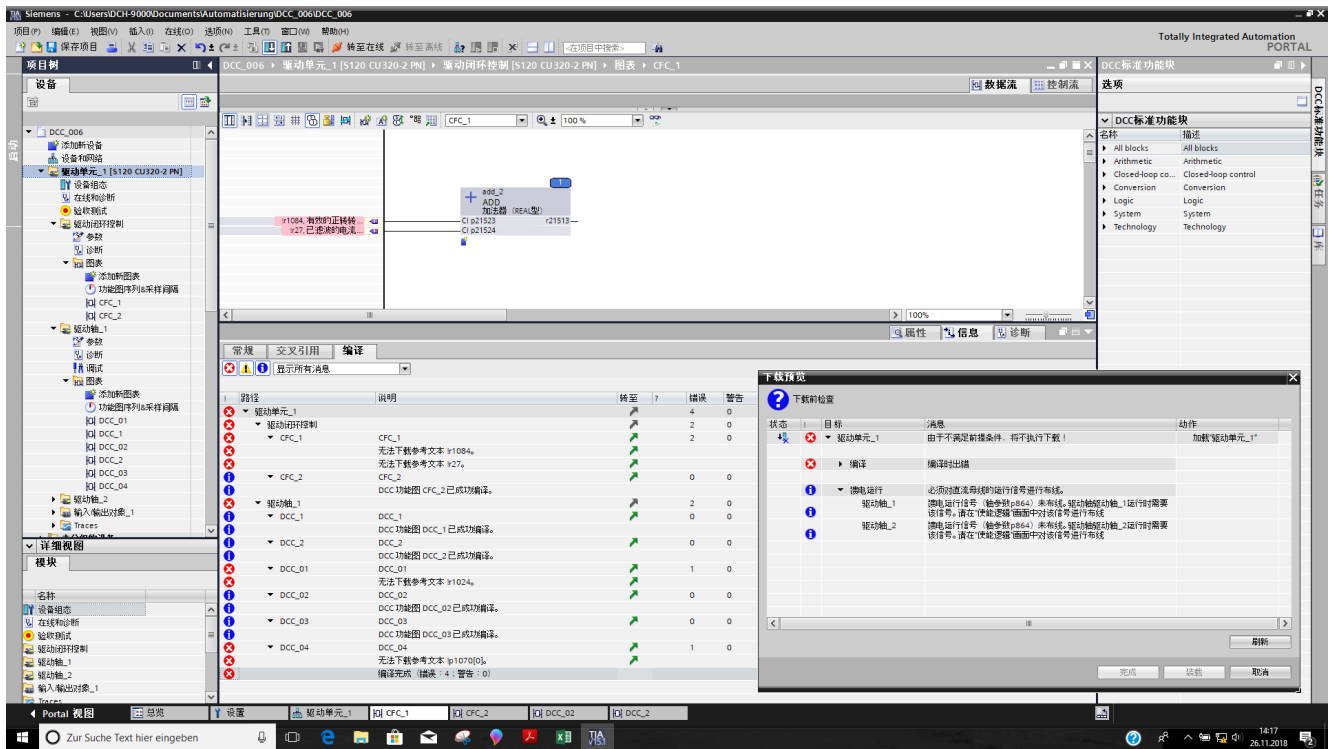 Siemens - C:\Users\DCH-9000\Documents\Automatisierung\DCC_006\DCC_006
项目(P) 编辑(E) 视图(V) 插入(I) 在线(O) 选项(N) 工具(T) 窗口(W) 帮助(H)
保存项目 转至在线 转至离线 <在项目中搜索>
Totally Integrated Automation
PORTAL
项目树
DCC_006 驱动单元_1 [S120 CU320-2 PN] 驱动闭环控制 [S120 CU320-2 PN] 图表 CFC_1
DCC标准功能块
设备
数据流 控制流
选项
CFC_1 100 %
启动
DCC_006
添加新设备
设备和网络
驱动单元_1 [S120 CU320-2 PN]
设备组态
在线和诊断
验收测试
驱动闭环控制
参数
诊断
图表
添加新图表
功能图序列&采样间隔
CFC_1
CFC_2
驱动轴_1
参数
诊断
调试
图表
添加新图表
功能图序列&采样间隔
DCC_01
DCC_1
DCC_02
DCC_2
DCC_03
DCC_04
驱动轴_2
输入/输出对象_1
Traces
详细视图
模块
名称
设备组态
在线和诊断
验收测试
驱动闭环控制
驱动轴_1
驱动轴_2
输入/输出对象_1
Traces
1
add_2
ADD
加法器 (REAL型)
!r1084, 有效的正转转...
CI p21523 r21513
!r27, 已滤波的电流...
CI p21524
100%
DCC标准功能块
名称 描述
All blocks All blocks
Arithmetic Arithmetic
Closed-loop co... Closed-loop control
Conversion Conversion
Logic Logic
System System
Technology Technology
DCC标准功能块
任务
库
属性 信息 诊断
常规 交叉引用 编译
显示所有消息
! 路径 说明 转至 ? 错误 警告
驱动单元_1 4 0
驱动闭环控制 2 0
CFC_1 CFC_1 2 0
无法下载参考文本 !r1084。
无法下载参考文本 !r27。
CFC_2 CFC_2 0 0
DCC 功能图 CFC_2 已成功编译。
驱动轴_1 2 0
DCC_1 DCC_1 0 0
DCC 功能图 DCC_1 已成功编译。
DCC_2 DCC_2 0 0
DCC 功能图 DCC_2 已成功编译。
DCC_01 DCC_01 1 0
无法下载参考文本 !r1024。
DCC_02 DCC_02 0 0
DCC 功能图 DCC_02 已成功编译。
DCC_03 DCC_03 0 0
DCC 功能图 DCC_03 已成功编译。
DCC_04 DCC_04 1 0
无法下载参考文本 !p1070[0]。
编译完成 (错误:4;警告:0)
下载预览
下载前检查
状态 ! 目标 消息 动作
驱动单元_1 由于不满足前提条件, 将不执行下载! 加载"驱动单元_1"
编译 编译时出错
馈电运行 必须对直流母线的运行信号进行布线。
驱动轴_1 馈电运行信号 (轴参数p864) 未布线。驱动轴驱动轴_1运行时需要
该信号。请在"使能逻辑"画面中对该信号进行布线
驱动轴_2 馈电运行信号 (轴参数p864) 未布线。驱动轴驱动轴_2运行时需要
该信号。请在"使能逻辑"画面中对该信号进行布线
刷新
完成 装载 取消
Portal 视图 总览 设置 驱动单元_1 CFC_1 CFC_2 DCC_02 DCC_2
Zur Suche Text hier eingeben
TIA
V15.1
14:17
26.11.2018
2